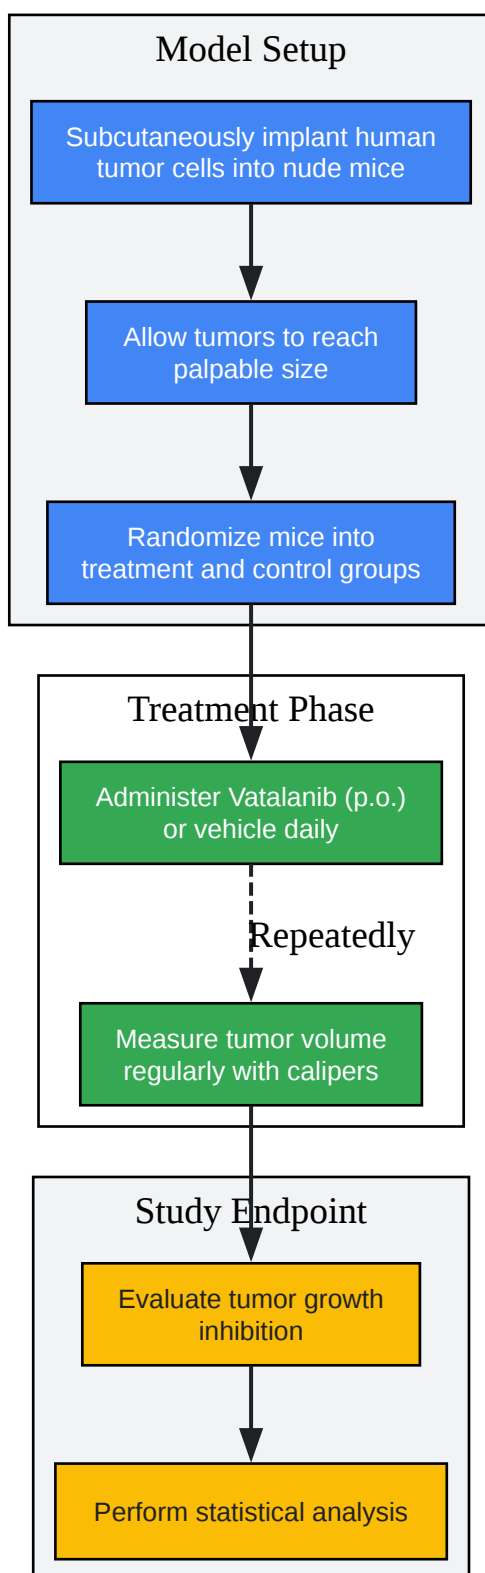 Model Setup
Subcutaneously implant human
tumor cells into nude mice
Allow tumors to reach
palpable size
Randomize mice into
treatment and control groups
Treatment Phase
Administer Vatalanib (p.o.)
or vehicle daily
Repeatedly
Measure tumor volume
regularly with calipers
Study Endpoint
Evaluate tumor growth
inhibition
Perform statistical analysis